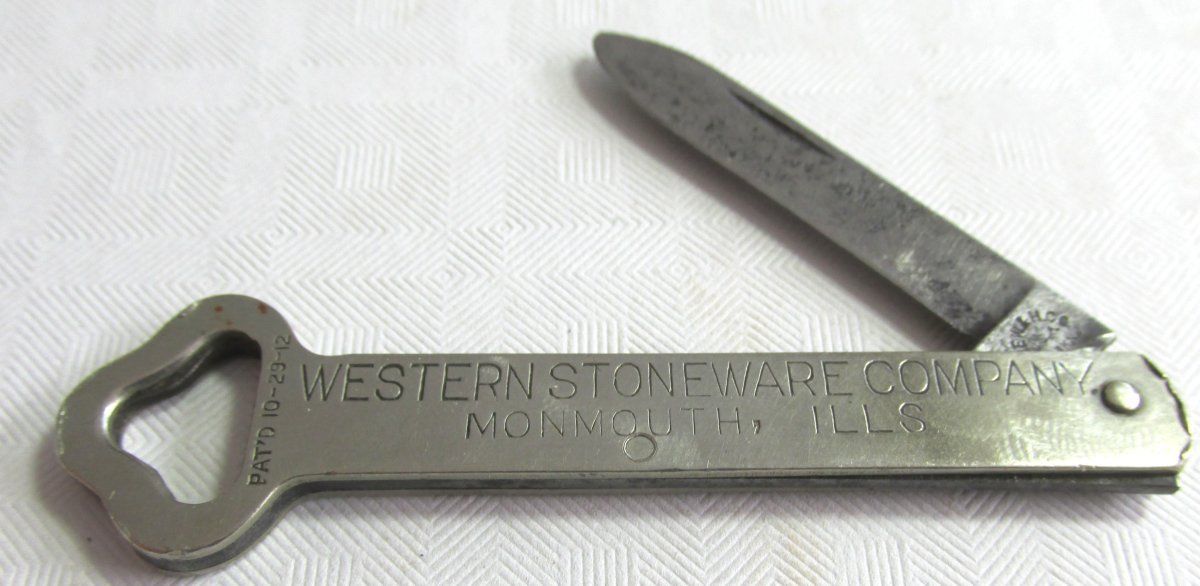 PAT'D 10-29-12
WESTERN STONEWARE COMPANY
MONMOUTH, ILLS